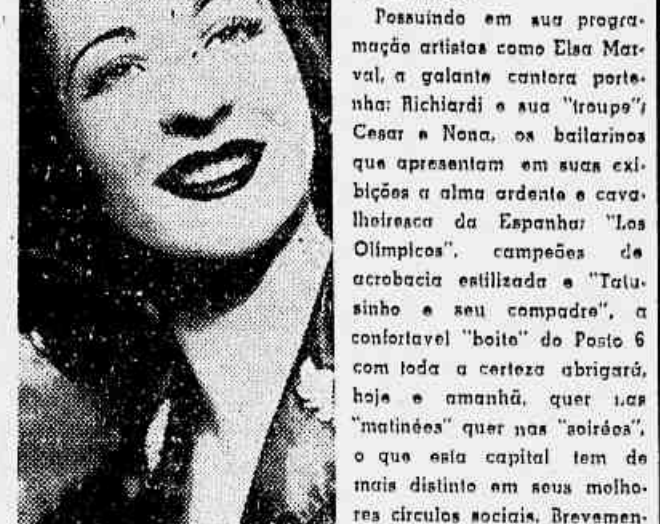 Possuindo em sua progra-
mação artistas como Elsa Mar-
val, a galante cantora porte-
nha; Richiardi e sua "troupe";
Cesar e Nona, os bailarinos
que apresentam em suas exi-
bições a alma ardente e cava-
lheiresca da Espanha; "Los
Olimpicos", campeões de
acrobacia estilizada e "Tatu-
sinho e seu compadre", a
confortavel "boite" do Posto 6
com toda a certeza abrigará,
hoje e amanhã, quer nas
"matinées" quer nas "soirées",
o que esta capital tem de
mais distinto em seus melho-
res circulos sociais. Brevemen-